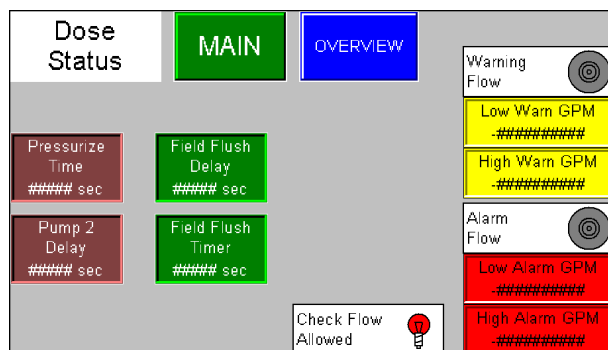 Dose
Status
MAIN
OVERVIEW
Warning
Flow
Low Warn GPM
-##########
High Warn GPM
-##########
Pressurize
Time
##### sec
Field Flush
Delay
##### sec
Pump 2
Delay
##### sec
Field Flush
Timer
##### sec
Alarm
Flow
Low Alarm GPM
-##########
High Alarm GPM
-##########
Check Flow
Allowed